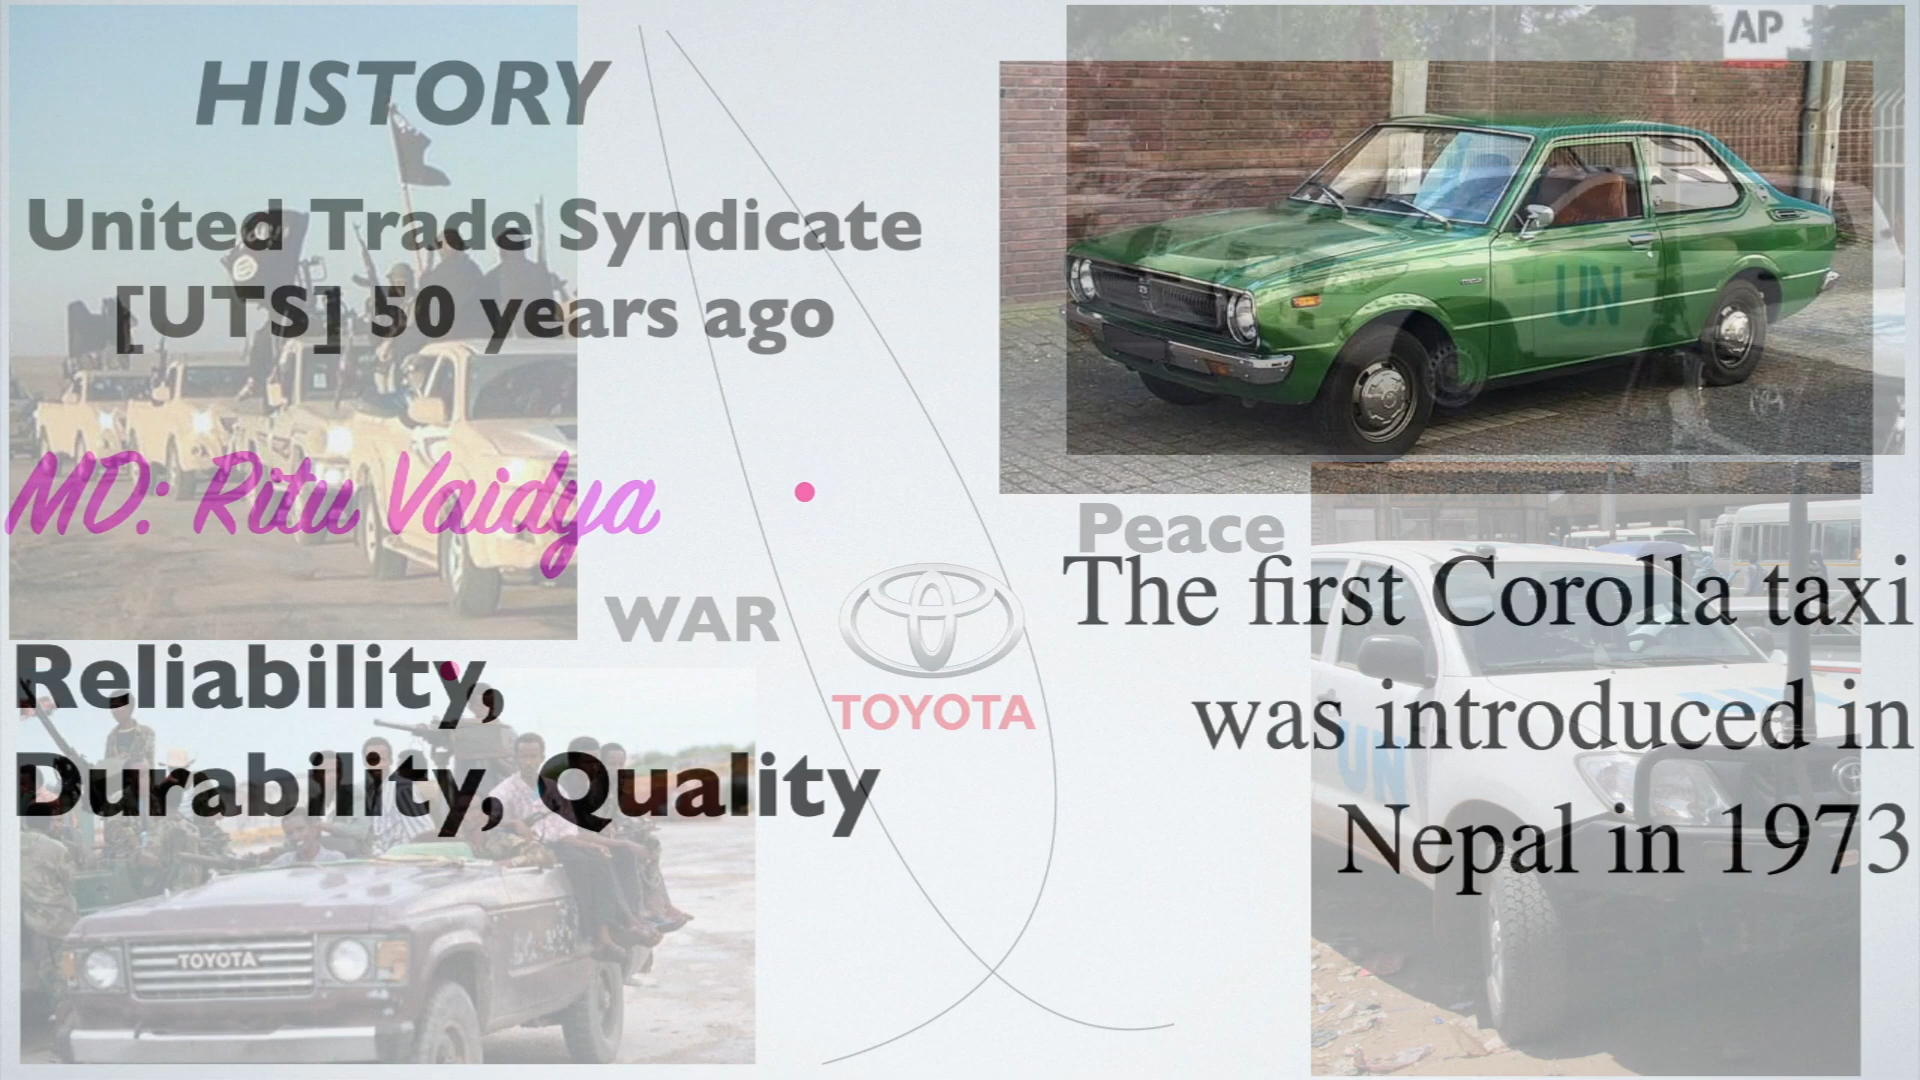 HISTORY
United Trade Syndicate
[UTS] 50 years ago
MD: Ritu Vaidya
WAR
Reliability,
Durability, Quality
TOYOTA
TOYOTA
AP
UN
Peace
The first Corolla taxi
was introduced in
Nepal in 1973
UN